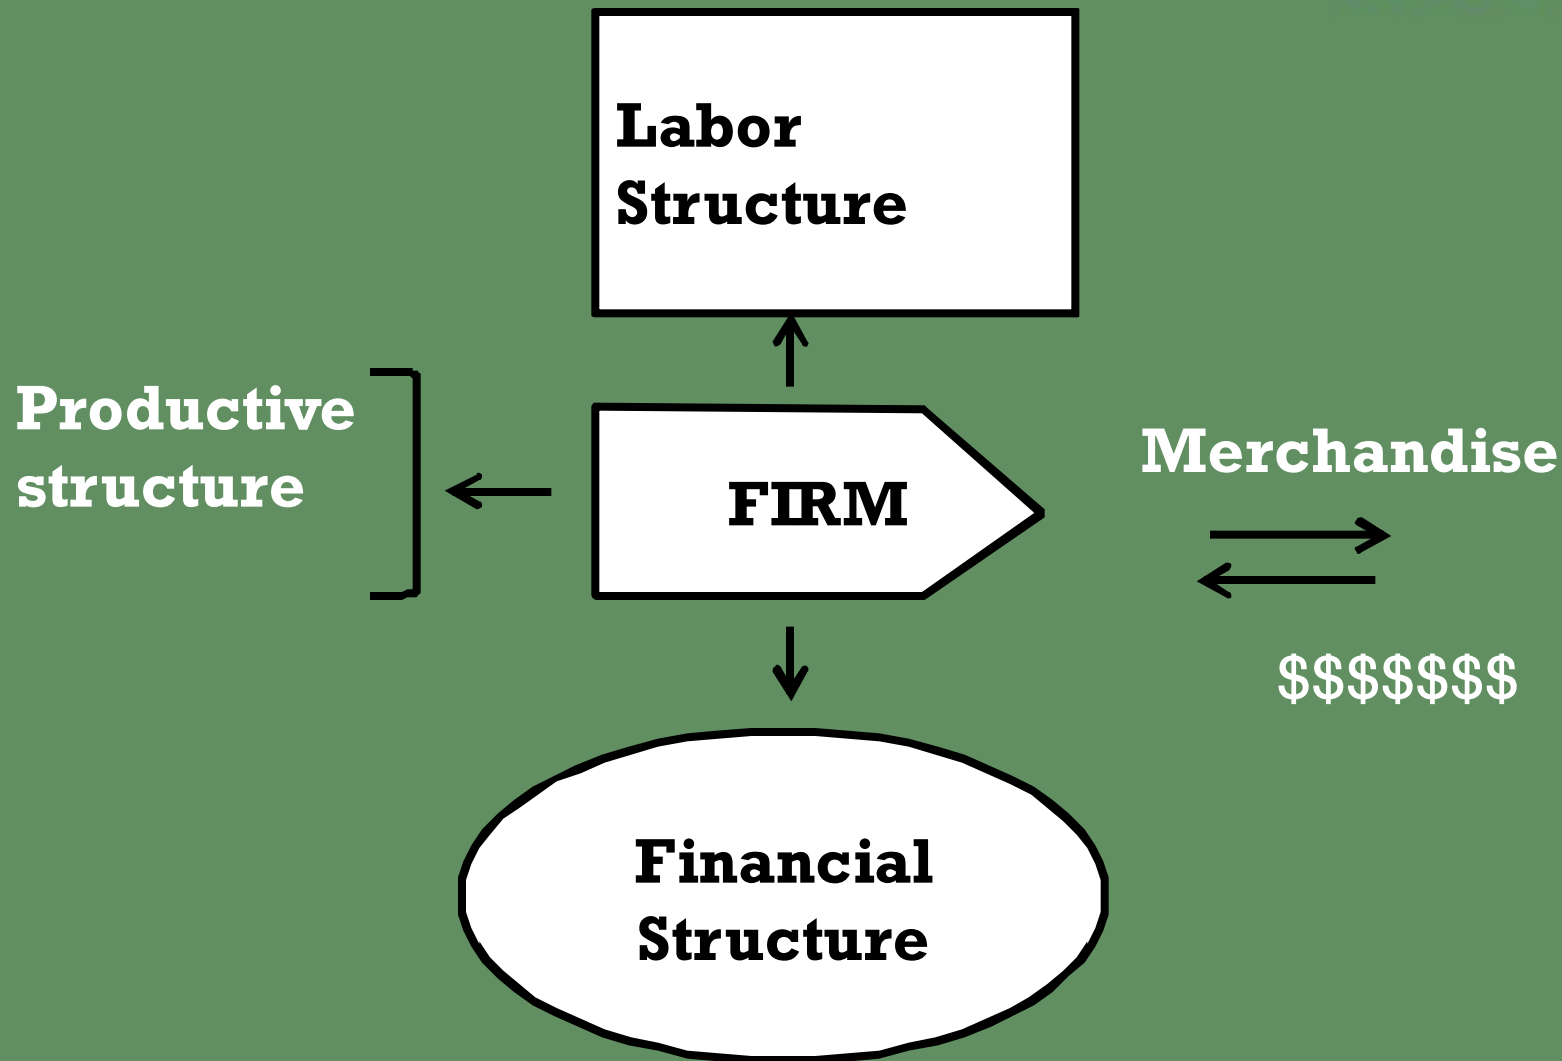 Labor
Structure
Productive
structure
FIRM
Merchandise
$$$$$$$
Financial
Structure